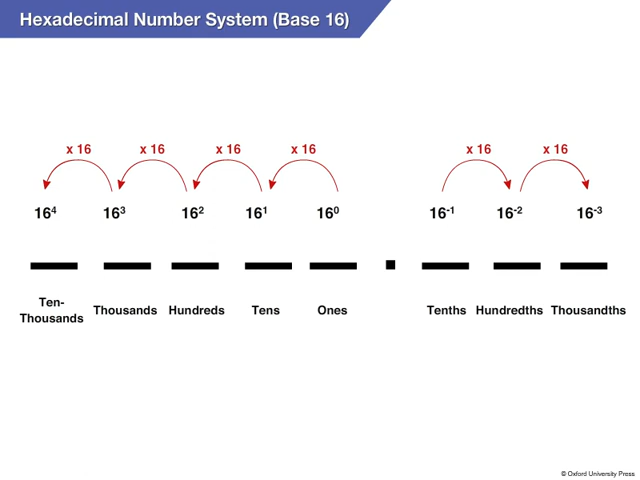 Hexadecimal Number System (Base 16)
x 16 x 16 x 16 x 16 x 16 x 16
16⁴ 16³ 16² 16¹ 16⁰ 16⁻¹ 16⁻² 16⁻³
Ten-
Thousands Thousands Hundreds Tens Ones Tenths Hundredths Thousandths
© Oxford University Press